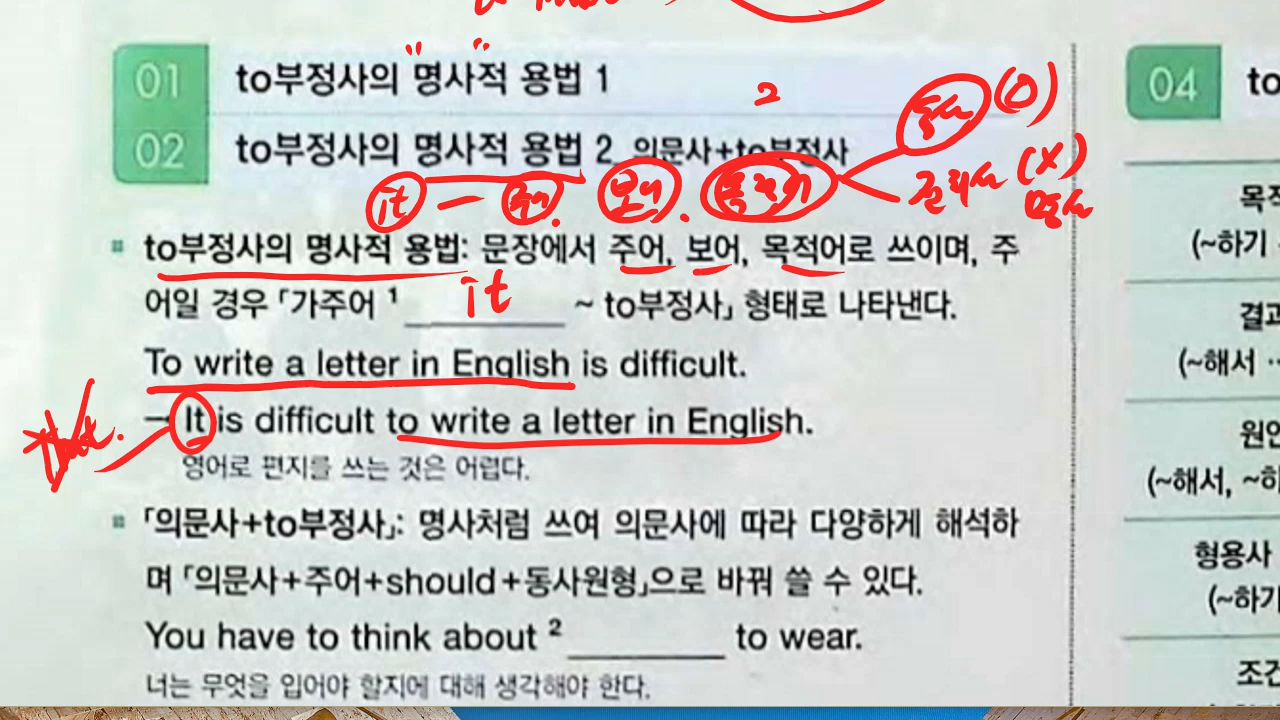 01 to부정사의 "명사적 용법 1
2
02 to부정사의 명사적 용법 2 의문사+to부정사
동사 (O)
it — 주어. 보어. 목적어
전치사 (X)
명사
to부정사의 명사적 용법: 문장에서 주어, 보어, 목적어로 쓰이며, 주
어일 경우 「가주어 ¹ it ~ to부정사」 형태로 나타낸다.
To write a letter in English is difficult.
→ It is difficult to write a letter in English.
영어로 편지를 쓰는 것은 어렵다.
「의문사+to부정사」: 명사처럼 쓰여 의문사에 따라 다양하게 해석하
며 「의문사+주어+should+동사원형」으로 바꿔 쓸 수 있다.
You have to think about ² ________ to wear.
너는 무엇을 입어야 할지에 대해 생각해야 한다.
04 to
목적
(~하기
결과
(~해서 …
원인
(~해서, ~하
형용사
(~하기
조건